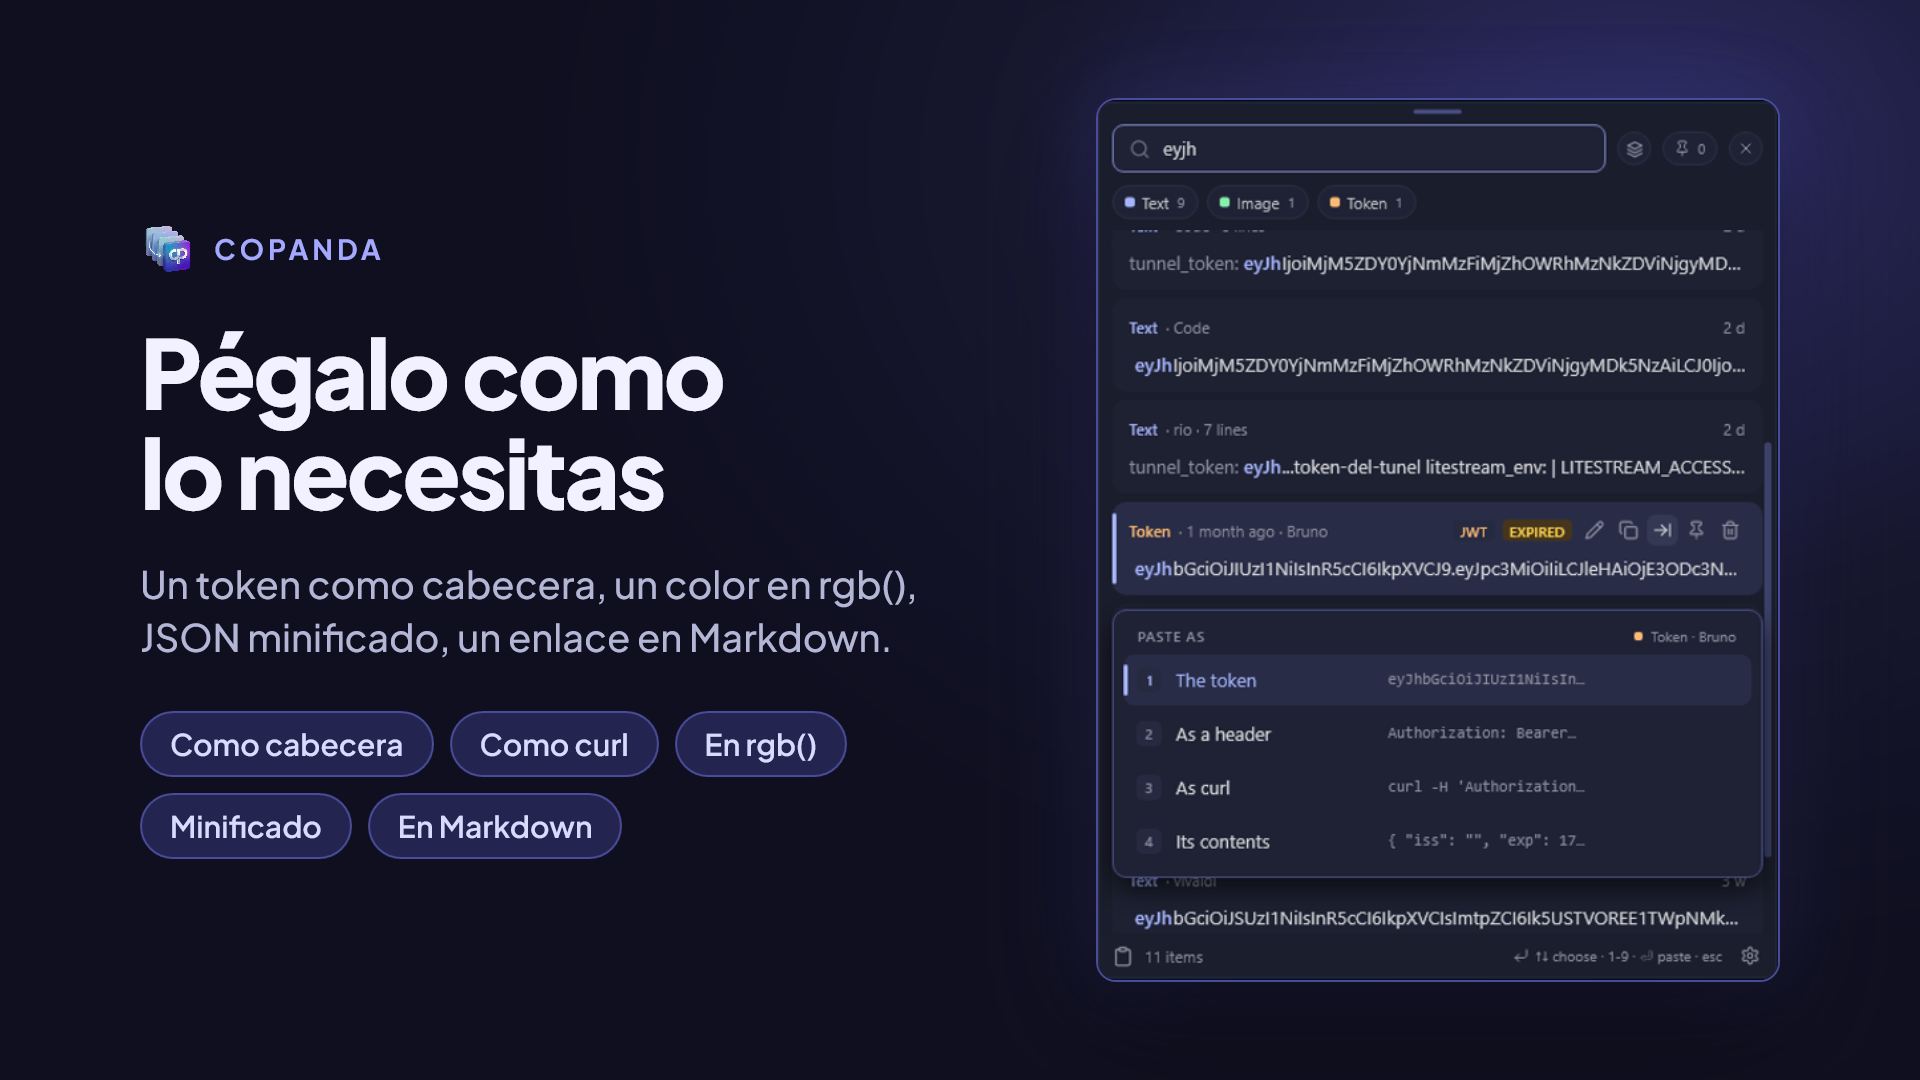 COPANDA
Pégalo como
lo necesitas
Un token como cabecera, un color en rgb(),
JSON minificado, un enlace en Markdown.
Como cabecera
Como curl
En rgb()
Minificado
En Markdown
eyjh
0
Text 9
Image 1
Token 1
tunnel_token: eyJhIjoiMjM5ZDY0YjNmMzFiMjZhOWRhMzNkZDViNjgyMD...
Text · Code 2 d
eyJhIjoiMjM5ZDY0YjNmMzFiMjZhOWRhMzNkZDViNjgyMDk5NzAiLCJ0Ijo...
Text · rio · 7 lines 2 d
tunnel_token: eyJh...token-del-tunel litestream_env: | LITESTREAM_ACCESS...
Token · 1 month ago · Bruno JWT EXPIRED
eyJhbGciOiJIUzI1NiIsInR5cCI6IkpXVCJ9.eyJpc3MiOiIiLCJleHAiOjE3ODc3N...
PASTE AS Token · Bruno
1 The token eyJhbGciOiJIUzI1NiIsIn…
2 As a header Authorization: Bearer…
3 As curl curl -H 'Authorization…
4 Its contents { "iss": "", "exp": 17…
Text · vivaldi 3 w
eyJhbGciOiJSUzI1NiIsInR5cCI6IkpXVCIsImtpZCI6Ik5USTVOREE1TWpNMk...
11 items
choose · 1-9 · paste · esc